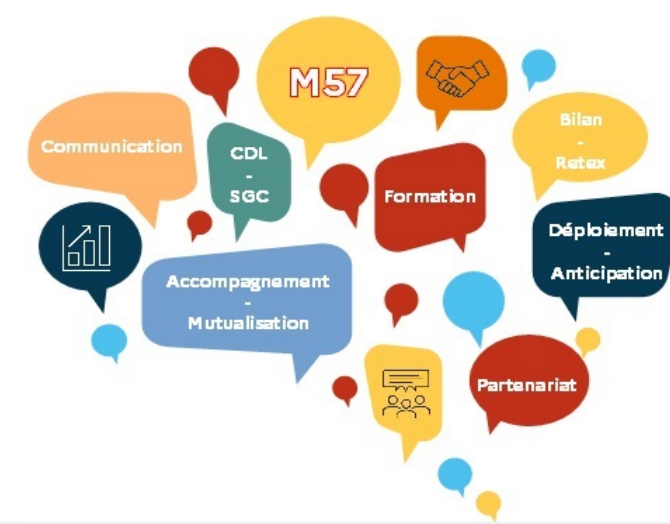 M57
Communication
CDL
-
SGC
Formation
Bilan
-
Retex
Déploiement
-
Anticipation
Accompagnement
-
Mutualisation
Partenariat